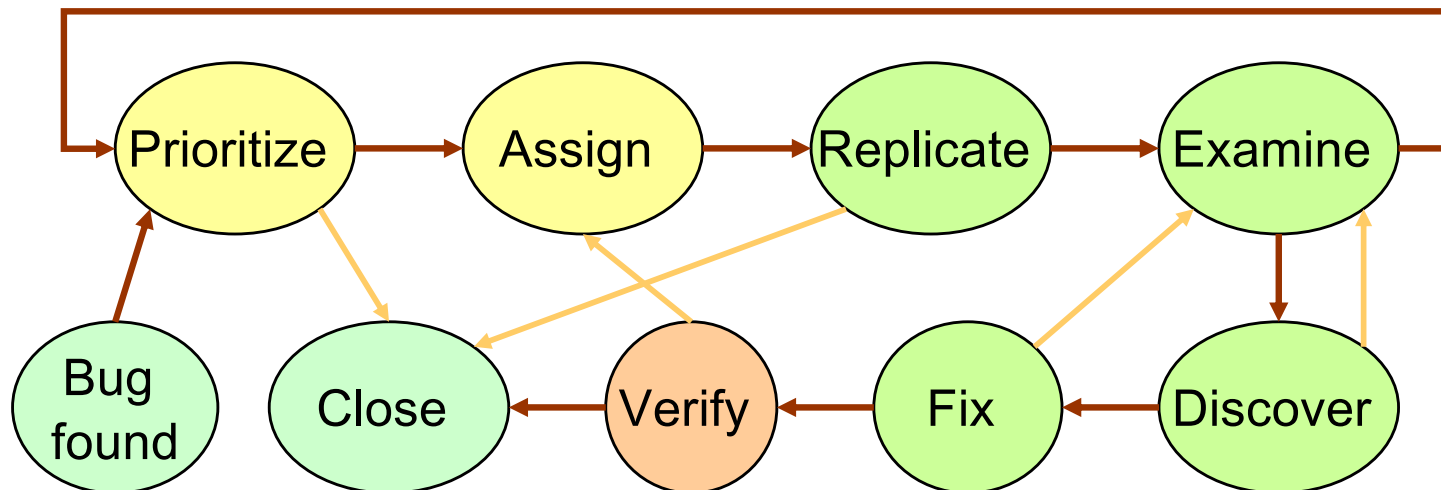 Prioritize
Assign
Replicate
Examine
Bug
found
Close
Verify
Fix
Discover